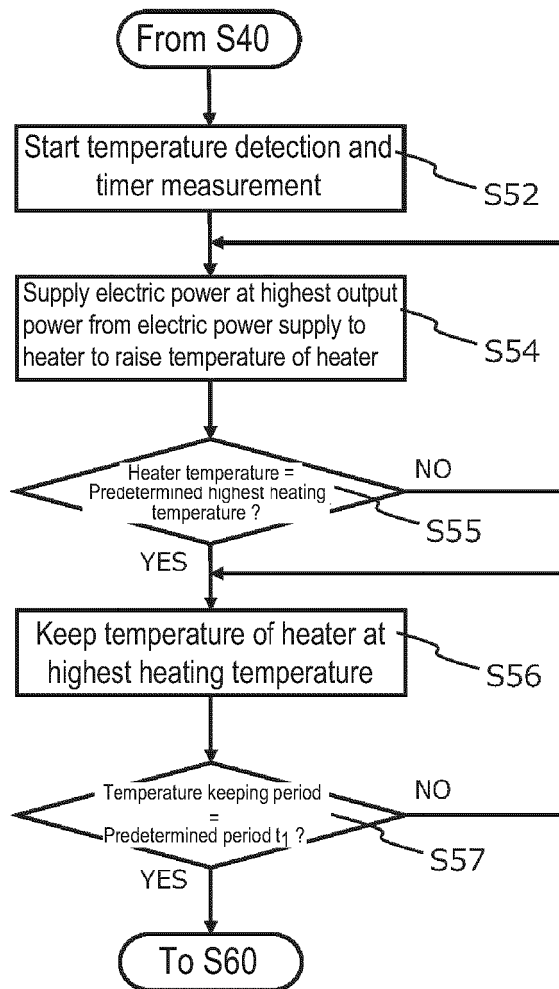 From S40
Start temperature detection and
timer measurement
S52
Supply electric power at highest output
power from electric power supply to
heater to raise temperature of heater
S54
Heater temperature =
Predetermined highest heating
temperature ?
NO
S55
YES
Keep temperature of heater at
highest heating temperature
S56
Temperature keeping period
=
Predetermined period t1 ?
NO
S57
YES
To S60